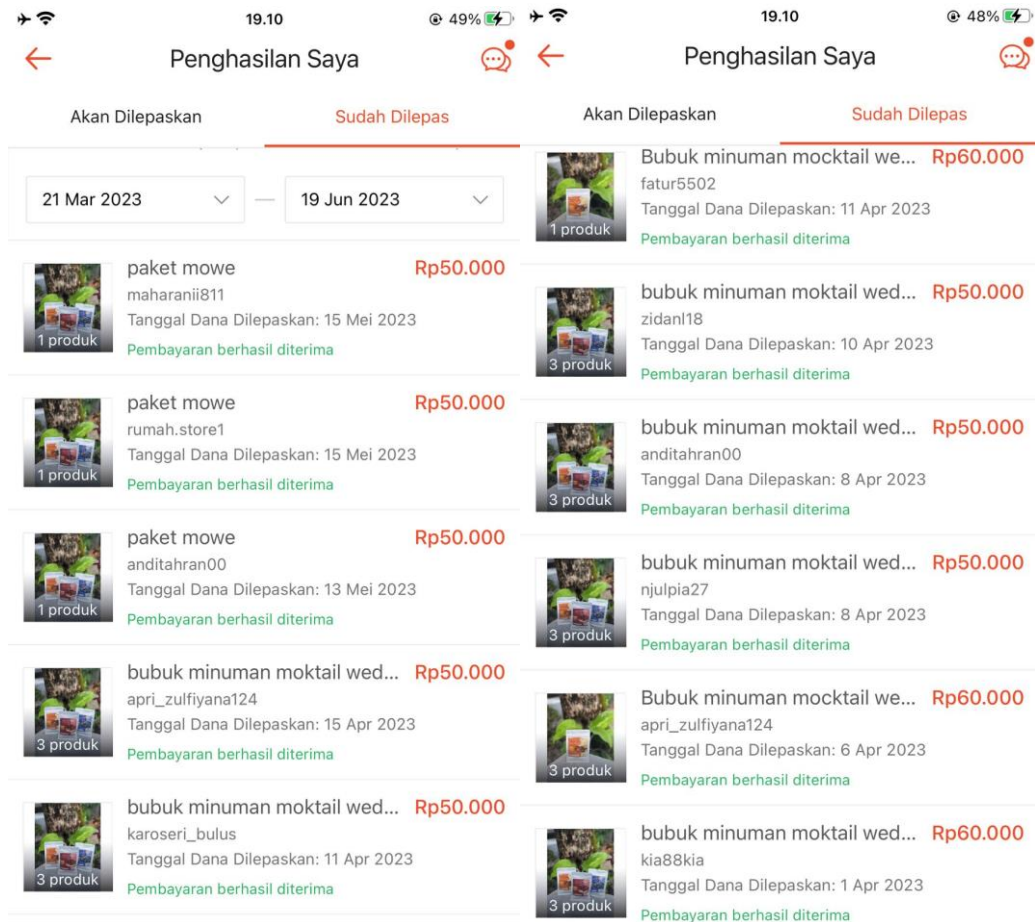 19.10
49%
Penghasilan Saya
Akan Dilepaskan
Sudah Dilepas
21 Mar 2023
19 Jun 2023
paket mowe Rp50.000
maharanii811
Tanggal Dana Dilepaskan: 15 Mei 2023
1 produk
Pembayaran berhasil diterima
paket mowe Rp50.000
rumah.store1
Tanggal Dana Dilepaskan: 15 Mei 2023
1 produk
Pembayaran berhasil diterima
paket mowe Rp50.000
anditahran00
Tanggal Dana Dilepaskan: 13 Mei 2023
1 produk
Pembayaran berhasil diterima
bubuk minuman moktail wed... Rp50.000
apri_zulfiyana124
Tanggal Dana Dilepaskan: 15 Apr 2023
3 produk
Pembayaran berhasil diterima
bubuk minuman moktail wed... Rp50.000
karoseri_bulus
Tanggal Dana Dilepaskan: 11 Apr 2023
3 produk
Pembayaran berhasil diterima
19.10
48%
Penghasilan Saya
Akan Dilepaskan
Sudah Dilepas
Bubuk minuman mocktail we... Rp60.000
fatur5502
Tanggal Dana Dilepaskan: 11 Apr 2023
1 produk
Pembayaran berhasil diterima
bubuk minuman moktail wed... Rp50.000
zidanl18
Tanggal Dana Dilepaskan: 10 Apr 2023
3 produk
Pembayaran berhasil diterima
bubuk minuman moktail wed... Rp50.000
anditahran00
Tanggal Dana Dilepaskan: 8 Apr 2023
3 produk
Pembayaran berhasil diterima
bubuk minuman moktail wed... Rp50.000
njulpia27
Tanggal Dana Dilepaskan: 8 Apr 2023
3 produk
Pembayaran berhasil diterima
Bubuk minuman mocktail we... Rp60.000
apri_zulfiyana124
Tanggal Dana Dilepaskan: 6 Apr 2023
3 produk
Pembayaran berhasil diterima
bubuk minuman moktail wed... Rp60.000
kia88kia
Tanggal Dana Dilepaskan: 1 Apr 2023
3 produk
Pembayaran berhasil diterima